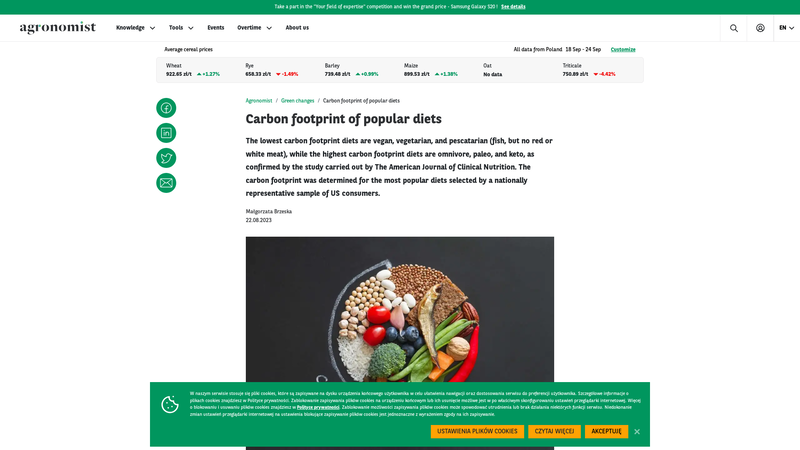 Take a part in the "Your field of expertise" competition and win the grand price - Samsung Galaxy S20! See details
agronomist
Knowledge
Tools
Events
Overtime
About us
EN
Average cereal prices
All data from Poland 18 Sep - 24 Sep
Customize
Wheat
922.65 zł/t +1.27%
Rye
658.33 zł/t -1.49%
Barley
739.48 zł/t +0.99%
Maize
899.53 zł/t +1.38%
Oat
No data
Triticale
750.89 zł/t -4.42%
Agronomist / Green changes / Carbon footprint of popular diets
Carbon footprint of popular diets
The lowest carbon footprint diets are vegan, vegetarian, and pescatarian (fish, but no red or
white meat), while the highest carbon footprint diets are omnivore, paleo, and keto, as
confirmed by the study carried out by The American Journal of Clinical Nutrition. The
carbon footprint was determined for the most popular diets selected by a nationally
representative sample of US consumers.
Małgorzata Brzeska
22.08.2023
W naszym serwisie stosuje się pliki cookies, które są zapisywane na dysku urządzenia końcowego użytkownika w celu ułatwienia nawigacji oraz dostosowania serwisu do preferencji użytkownika. Szczegółowe informacje o
plikach cookies znajdziesz w Polityce prywatności. Zablokowanie zapisywania plików cookies na urządzeniu końcowym lub ich usunięcie możliwe jest w po właściwym skonfigurowaniu ustawień przeglądarki internetowej. Więcej
o blokowaniu i usuwaniu plików cookies znajdziesz w Polityce prywatności. Zablokowanie możliwości zapisywania plików cookies może spowodować utrudnienia lub brak działania niektórych funkcji serwisu. Niedokonanie
zmian ustawień przeglądarki internetowej na ustawienia blokujące zapisywanie plików cookies jest jednoznaczne z wyrażeniem zgody na ich zapisywanie.
USTAWIENIA PLIKÓW COOKIES
CZYTAJ WIĘCEJ
AKCEPTUJĘ